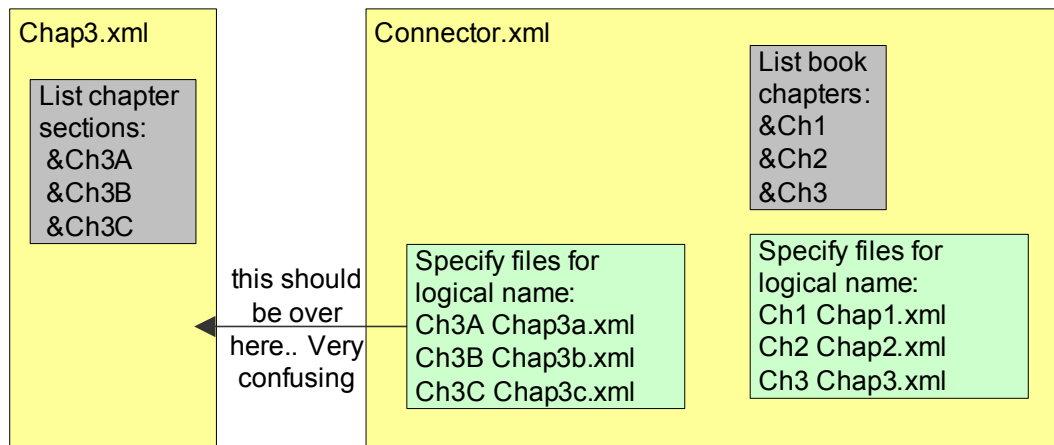 Chap3.xml
List chapter
sections:
&Ch3A
&Ch3B
&Ch3C
this should
be over
here.. Very
confusing
Connector.xml
List book
chapters:
&Ch1
&Ch2
&Ch3
Specify files for
logical name:
Ch3A Chap3a.xml
Ch3B Chap3b.xml
Ch3C Chap3c.xml
Specify files for
logical name:
Ch1 Chap1.xml
Ch2 Chap2.xml
Ch3 Chap3.xml